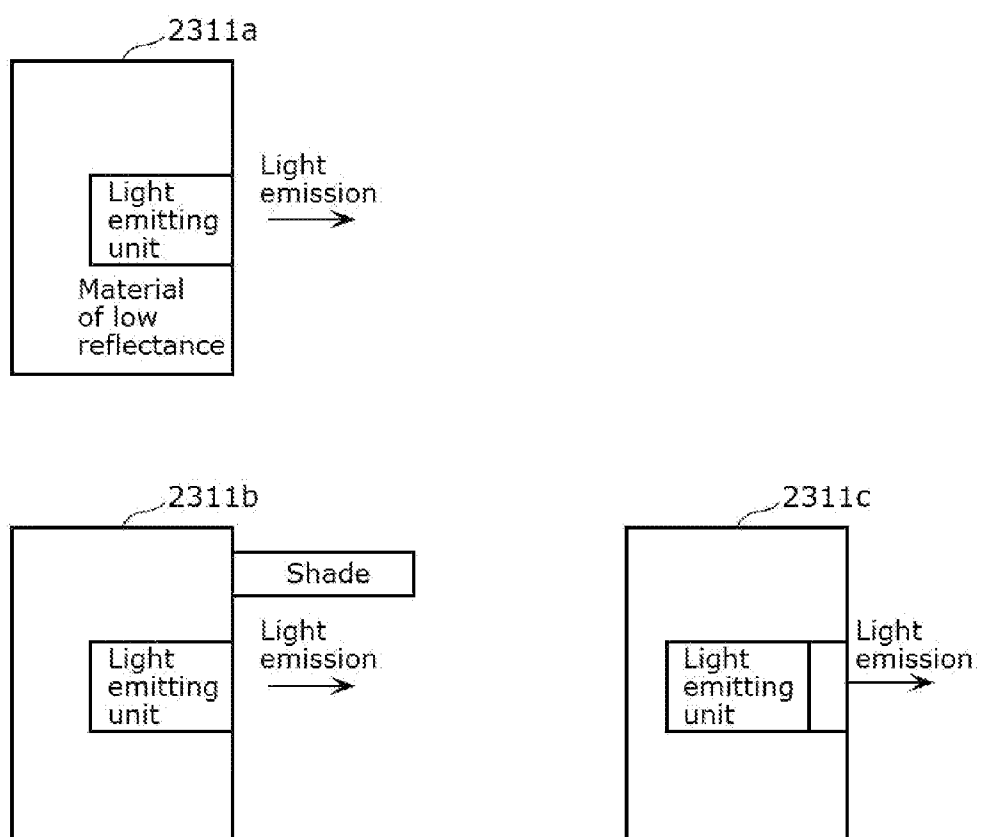 2311a
Light
emission
Light
emitting
unit
Material
of low
reflectance
2311b
Shade
Light
emission
Light
emitting
unit
2311c
Light
emission
Light
emitting
unit